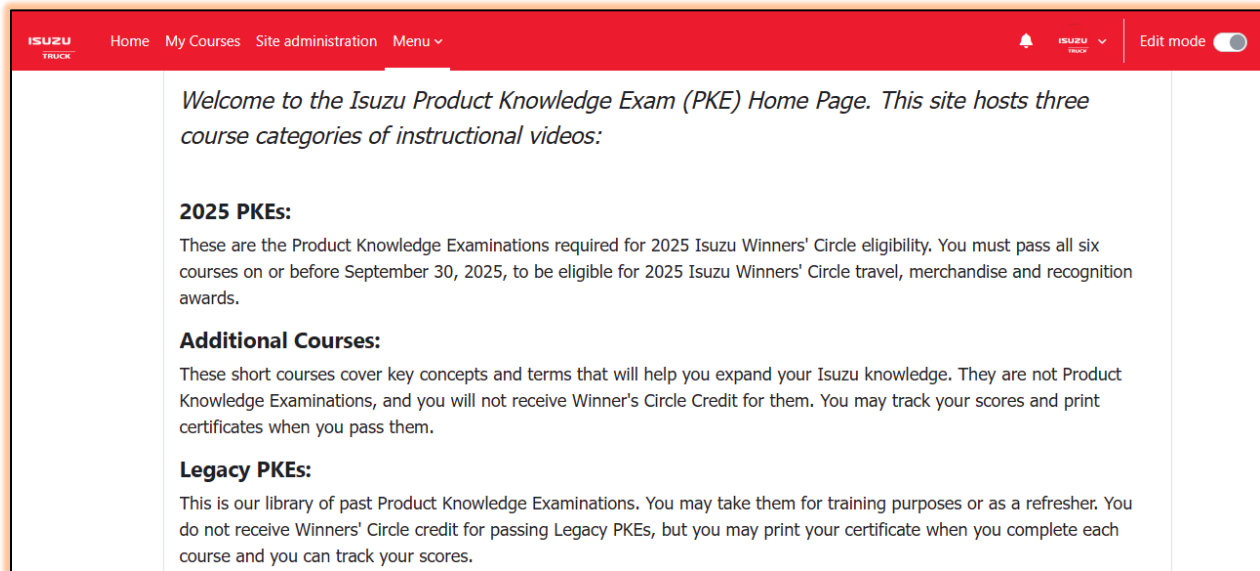 ISUZU
TRUCK
Home My Courses Site administration Menu
ISUZU
TRUCK
Edit mode
Welcome to the Isuzu Product Knowledge Exam (PKE) Home Page. This site hosts three
course categories of instructional videos:
2025 PKEs:
These are the Product Knowledge Examinations required for 2025 Isuzu Winners' Circle eligibility. You must pass all six
courses on or before September 30, 2025, to be eligible for 2025 Isuzu Winners' Circle travel, merchandise and recognition
awards.
Additional Courses:
These short courses cover key concepts and terms that will help you expand your Isuzu knowledge. They are not Product
Knowledge Examinations, and you will not receive Winner's Circle Credit for them. You may track your scores and print
certificates when you pass them.
Legacy PKEs:
This is our library of past Product Knowledge Examinations. You may take them for training purposes or as a refresher. You
do not receive Winners' Circle credit for passing Legacy PKEs, but you may print your certificate when you complete each
course and you can track your scores.